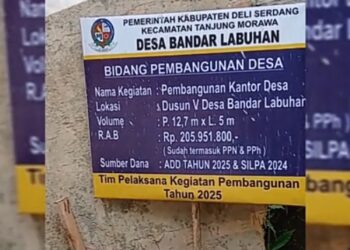 PEMERINTAH KABUPATEN DELI SERDANG
KECAMATAN TANJUNG MORAWA
DESA BANDAR LABUHAN
BIDANG PEMBANGUNAN DESA
Nama Kegiatan : Pembangunan Kantor Desa
Lokasi : Dusun V Desa Bandar Labuhan
Volume : P. 12,7 m x L. 5 m
R.A.B : Rp. 205.951.800,-
( Sudah termasuk PPN & PPh )
Sumber Dana : ADD TAHUN 2025 & SILPA 2024
Tim Pelaksana Kegiatan Pembangunan
Tahun 2025